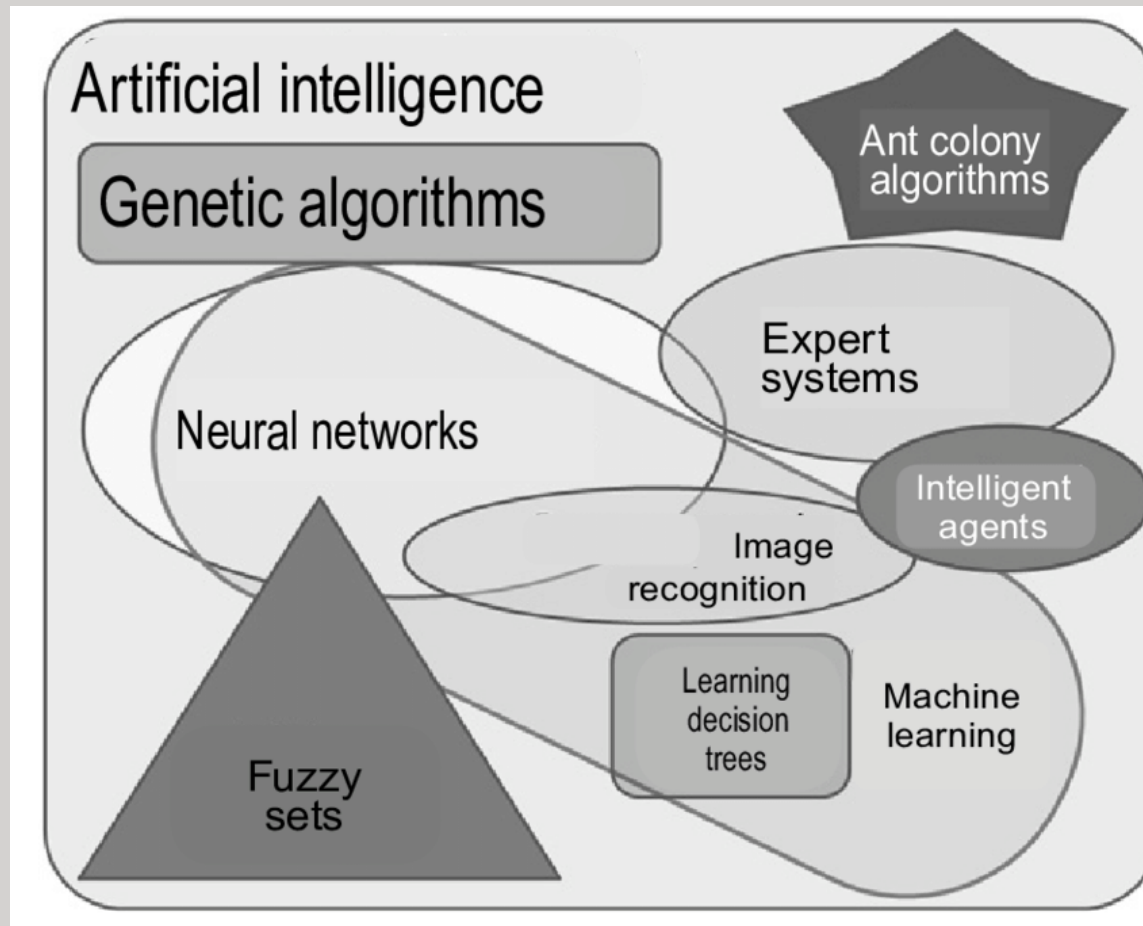 Artificial intelligence
Ant colony
algorithms
Genetic algorithms
Expert
systems
Neural networks
Intelligent
agents
Image
recognition
Learning
decision
trees
Machine
learning
Fuzzy
sets